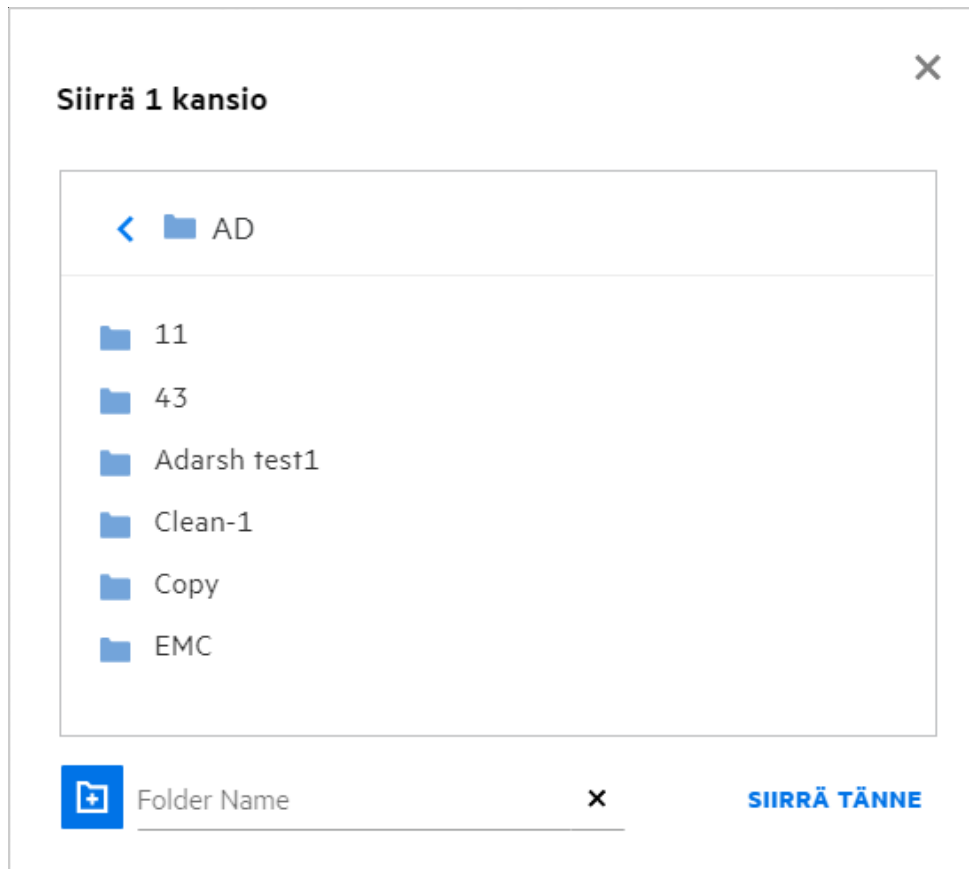 Siirrä 1 kansio
AD
11
43
Adarsh test1
Clean-1
Copy
EMC
Folder Name
SIIRRÄ TÄNNE